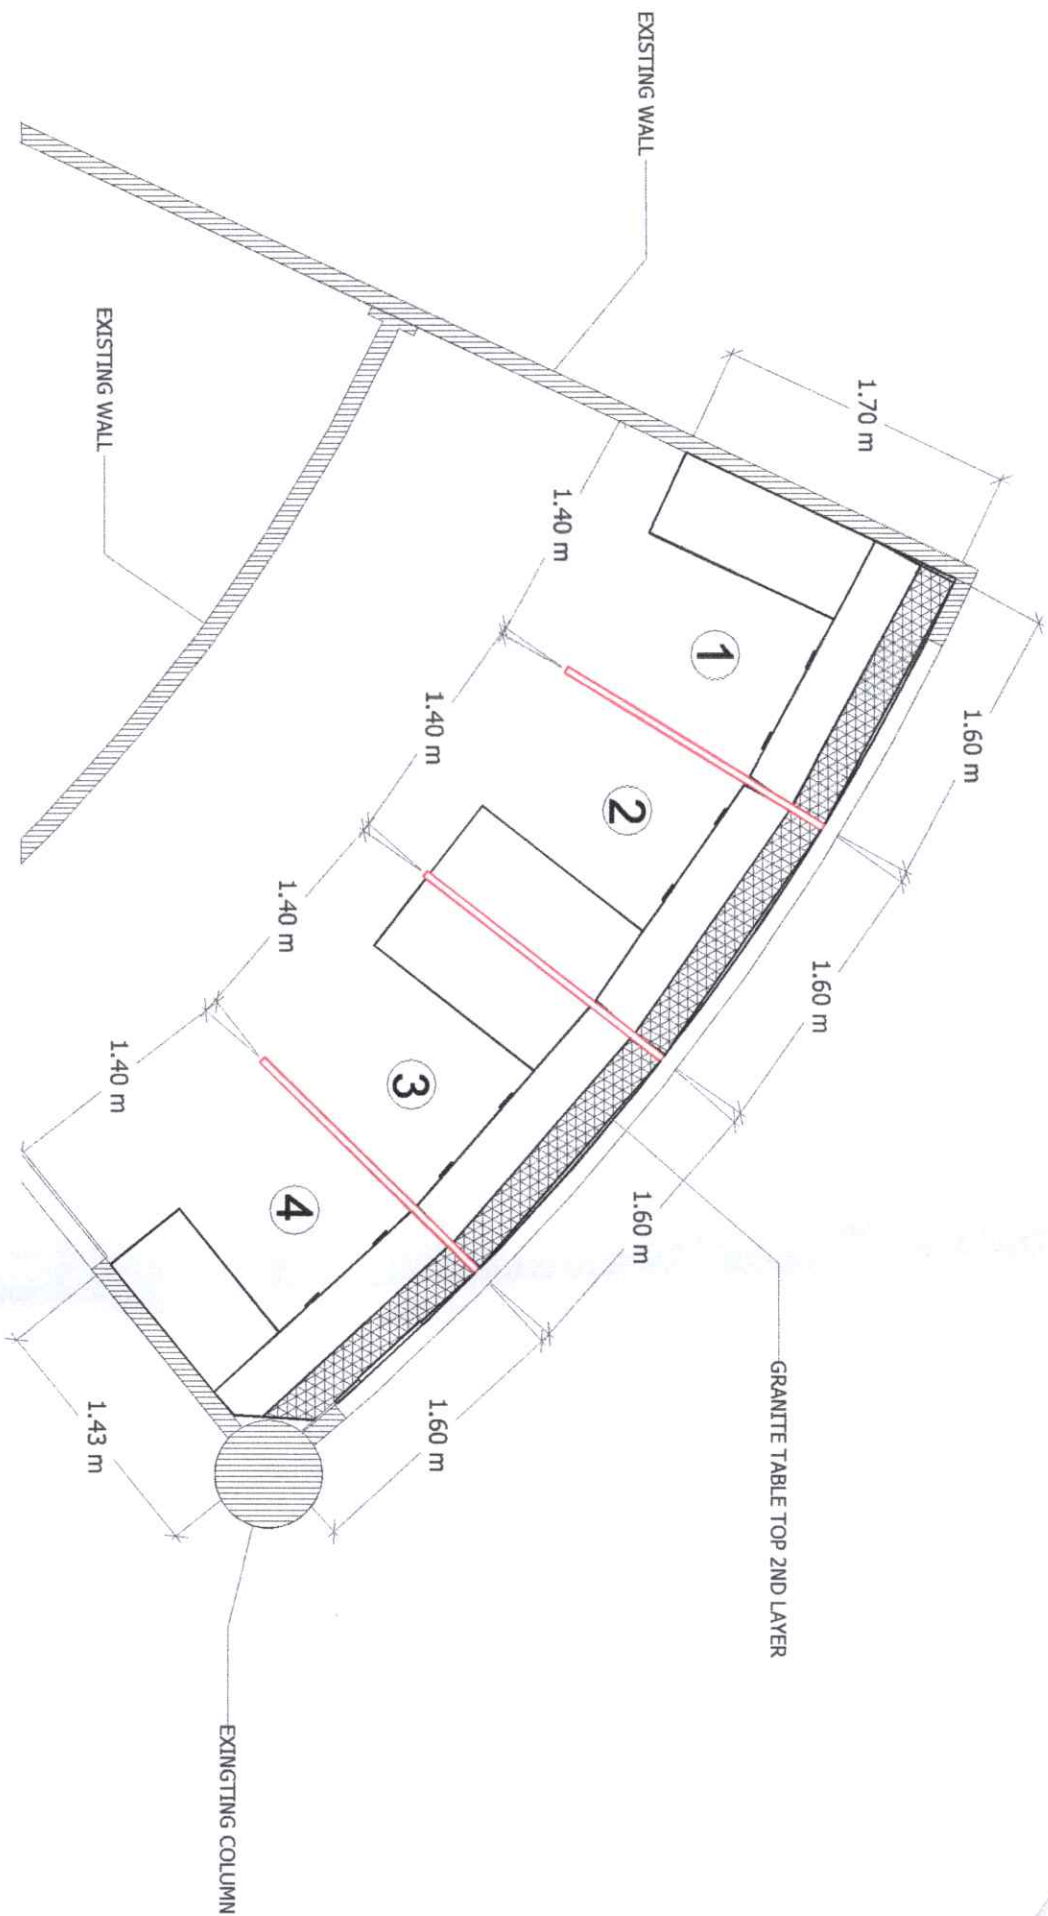 EXISTING WALL
EXISTING WALL
1.70 m
1.60 m
1.60 m
1.60 m
1.60 m
1.40 m
1.40 m
1.40 m
1.40 m
1.43 m
1
2
3
4
GRANITE TABLE TOP 2ND LAYER
EXINGTING COLUMN